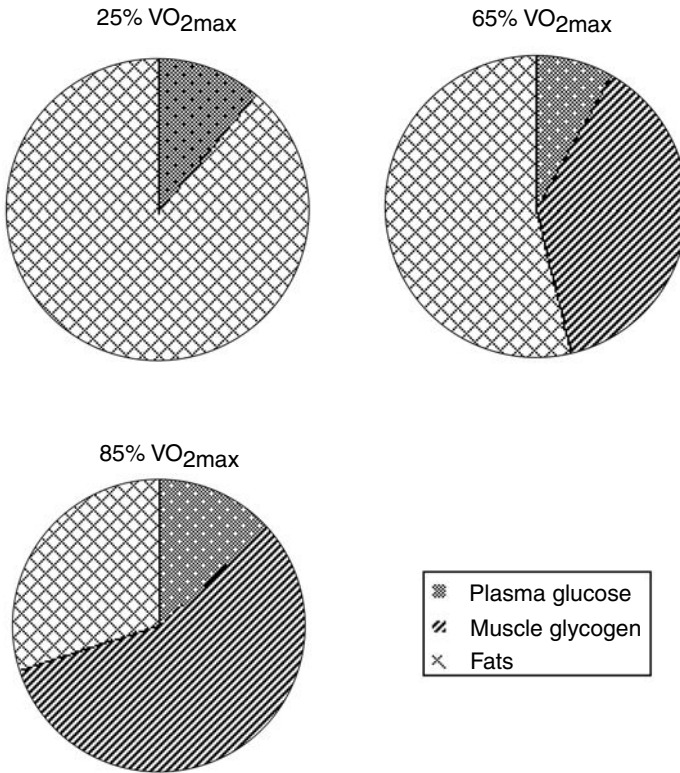 25% VO2max
65% VO2max
85% VO2max
Plasma glucose
Muscle glycogen
Fats